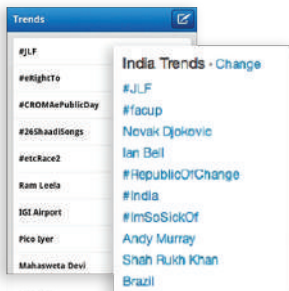 Trends
#JLF
#eRightTo
#CROMAePublicDay
#26ShaadiSongs
#etcRace2
Ram Leela
IGI Airport
Pico Iyer
Mahasweta Devi
India Trends · Change
#JLF
#facup
Novak Djokovic
Ian Bell
#RepublicOfChange
#India
#ImSoSickOf
Andy Murray
Shah Rukh Khan
Brazil